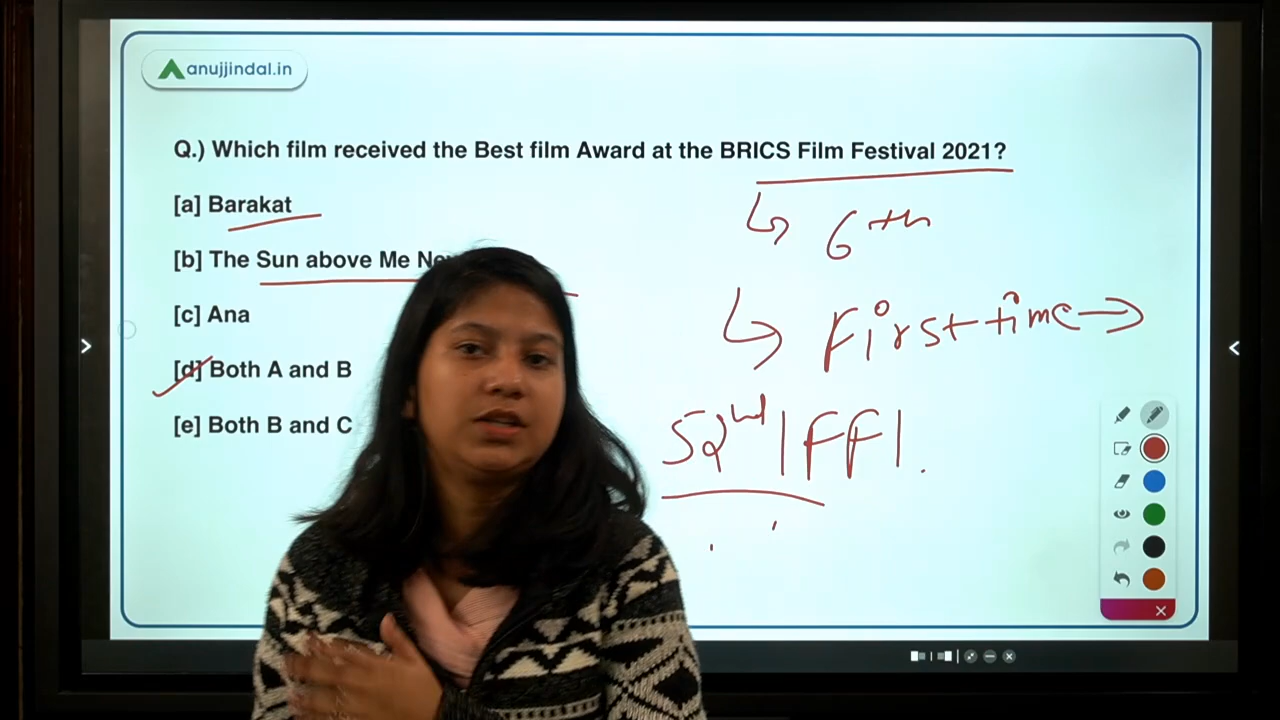 anujjindal.in
Q.) Which film received the Best film Award at the BRICS Film Festival 2021?
[a] Barakat
6th
[b] The Sun above Me
[c] Ana
First time →
[d] Both A and B
52nd IFFI.
[e] Both B and C